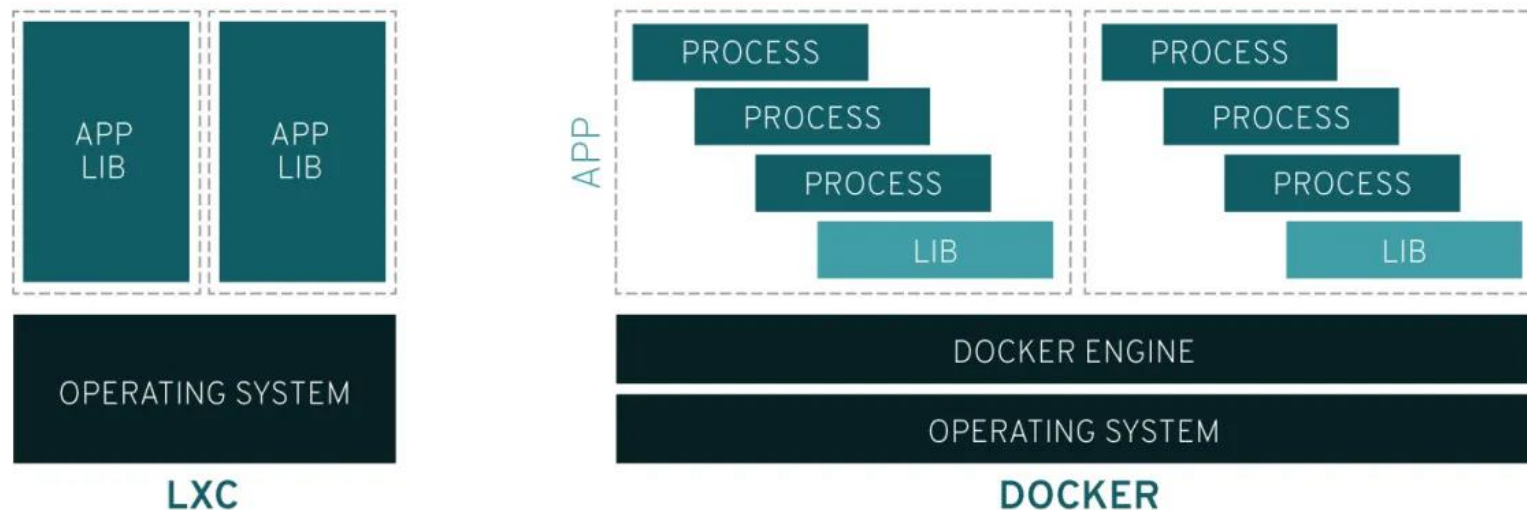 APP
LIB
APP
LIB
OPERATING SYSTEM
LXC
APP
PROCESS
PROCESS
PROCESS
LIB
PROCESS
PROCESS
PROCESS
LIB
DOCKER ENGINE
OPERATING SYSTEM
DOCKER